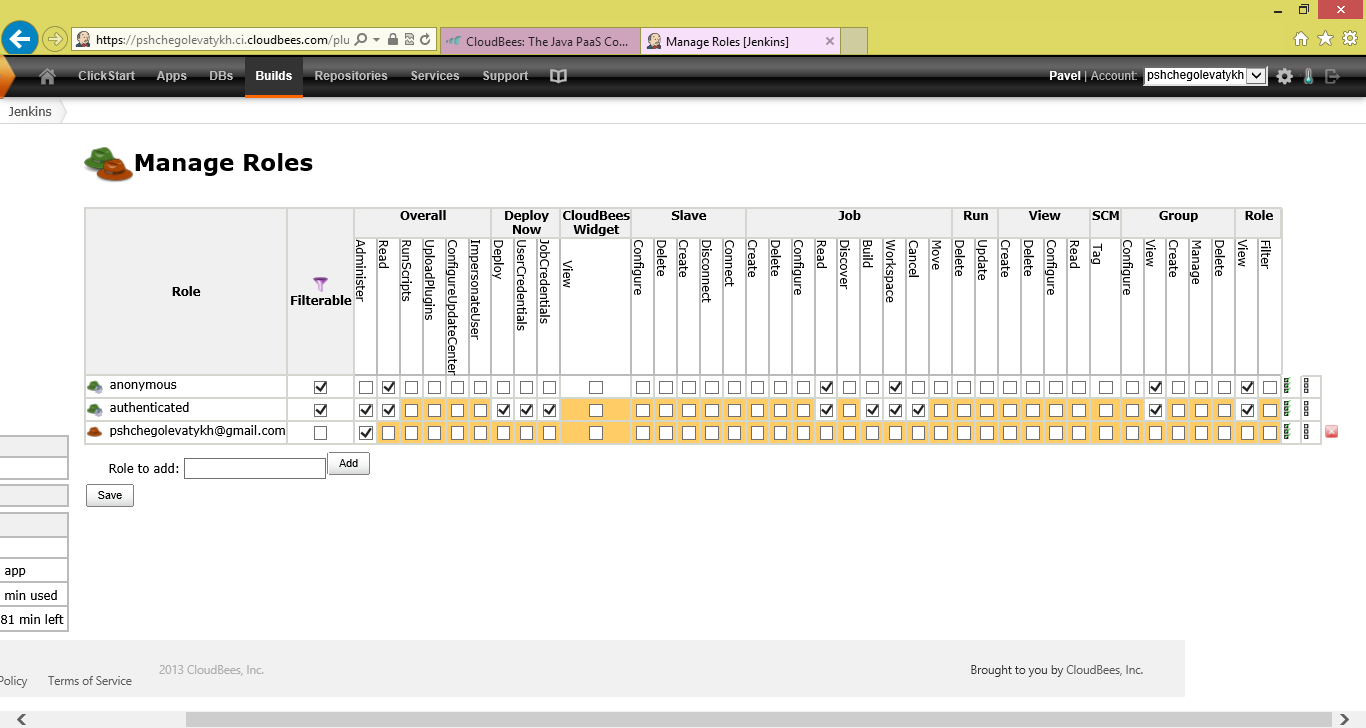 https://pshchegolevatykh.ci.cloudbees.com/plu
CloudBees: The Java PaaS Co...
Manage Roles [Jenkins]
ClickStart Apps DBs Builds Repositories Services Support
Pavel | Account: pshchegolevatykh
Jenkins
Manage Roles
Role
Filterable
Overall
Deploy Now
CloudBees Widget
Slave
Job
Run
View
SCM
Group
Role
Administer
Read
RunScripts
UploadPlugins
ConfigureUpdateCenter
ImpersonateUser
Deploy
UserCredentials
JobCredentials
View
Configure
Delete
Create
Disconnect
Connect
Create
Delete
Configure
Read
Discover
Build
Workspace
Cancel
Move
Delete
Update
Create
Delete
Configure
Read
Tag
Configure
View
Create
Manage
Delete
View
Filter
anonymous
authenticated
pshchegolevatykh@gmail.com
Role to add: Add
Save
app
min used
81 min left
2013 CloudBees, Inc.
Brought to you by CloudBees, Inc.
Policy Terms of Service